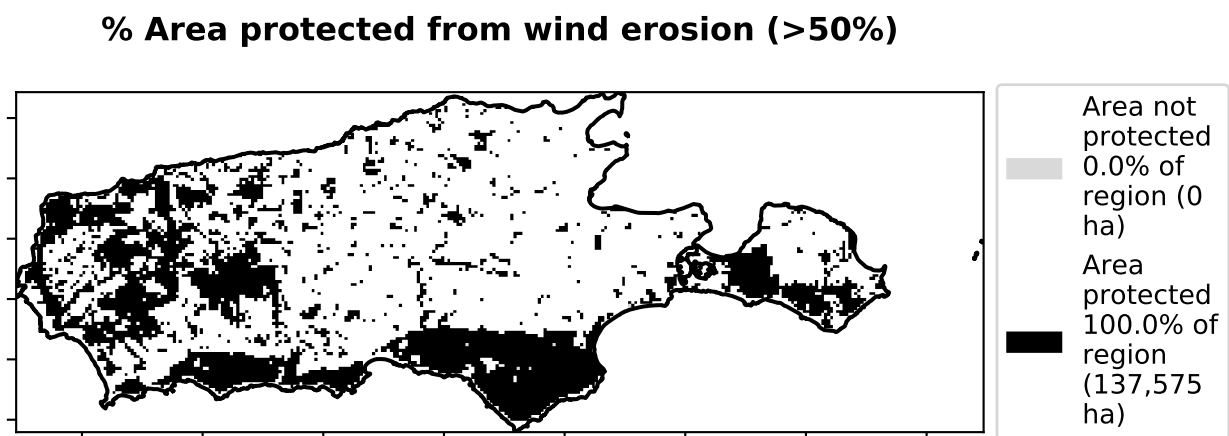 % Area protected from wind erosion (>50%)
Area not
protected
0.0% of
region (0
ha)
Area
protected
100.0% of
region
(137,575
ha)